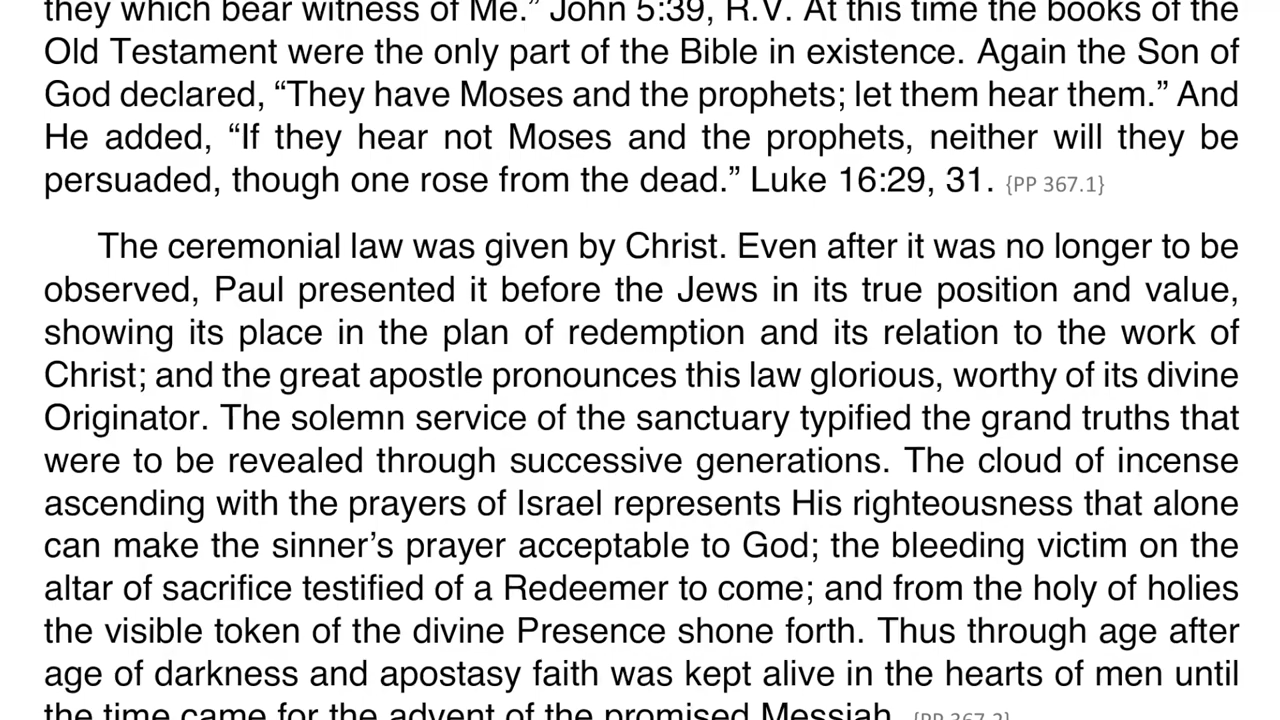 they which bear witness of Me.” John 5:39, R.V. At this time the books of the
Old Testament were the only part of the Bible in existence. Again the Son of
God declared, “They have Moses and the prophets; let them hear them.” And
He added, “If they hear not Moses and the prophets, neither will they be
persuaded, though one rose from the dead.” Luke 16:29, 31. {PP 367.1}
The ceremonial law was given by Christ. Even after it was no longer to be
observed, Paul presented it before the Jews in its true position and value,
showing its place in the plan of redemption and its relation to the work of
Christ; and the great apostle pronounces this law glorious, worthy of its divine
Originator. The solemn service of the sanctuary typified the grand truths that
were to be revealed through successive generations. The cloud of incense
ascending with the prayers of Israel represents His righteousness that alone
can make the sinner’s prayer acceptable to God; the bleeding victim on the
altar of sacrifice testified of a Redeemer to come; and from the holy of holies
the visible token of the divine Presence shone forth. Thus through age after
age of darkness and apostasy faith was kept alive in the hearts of men until
the time came for the advent of the promised Messiah. {PP 367.2}